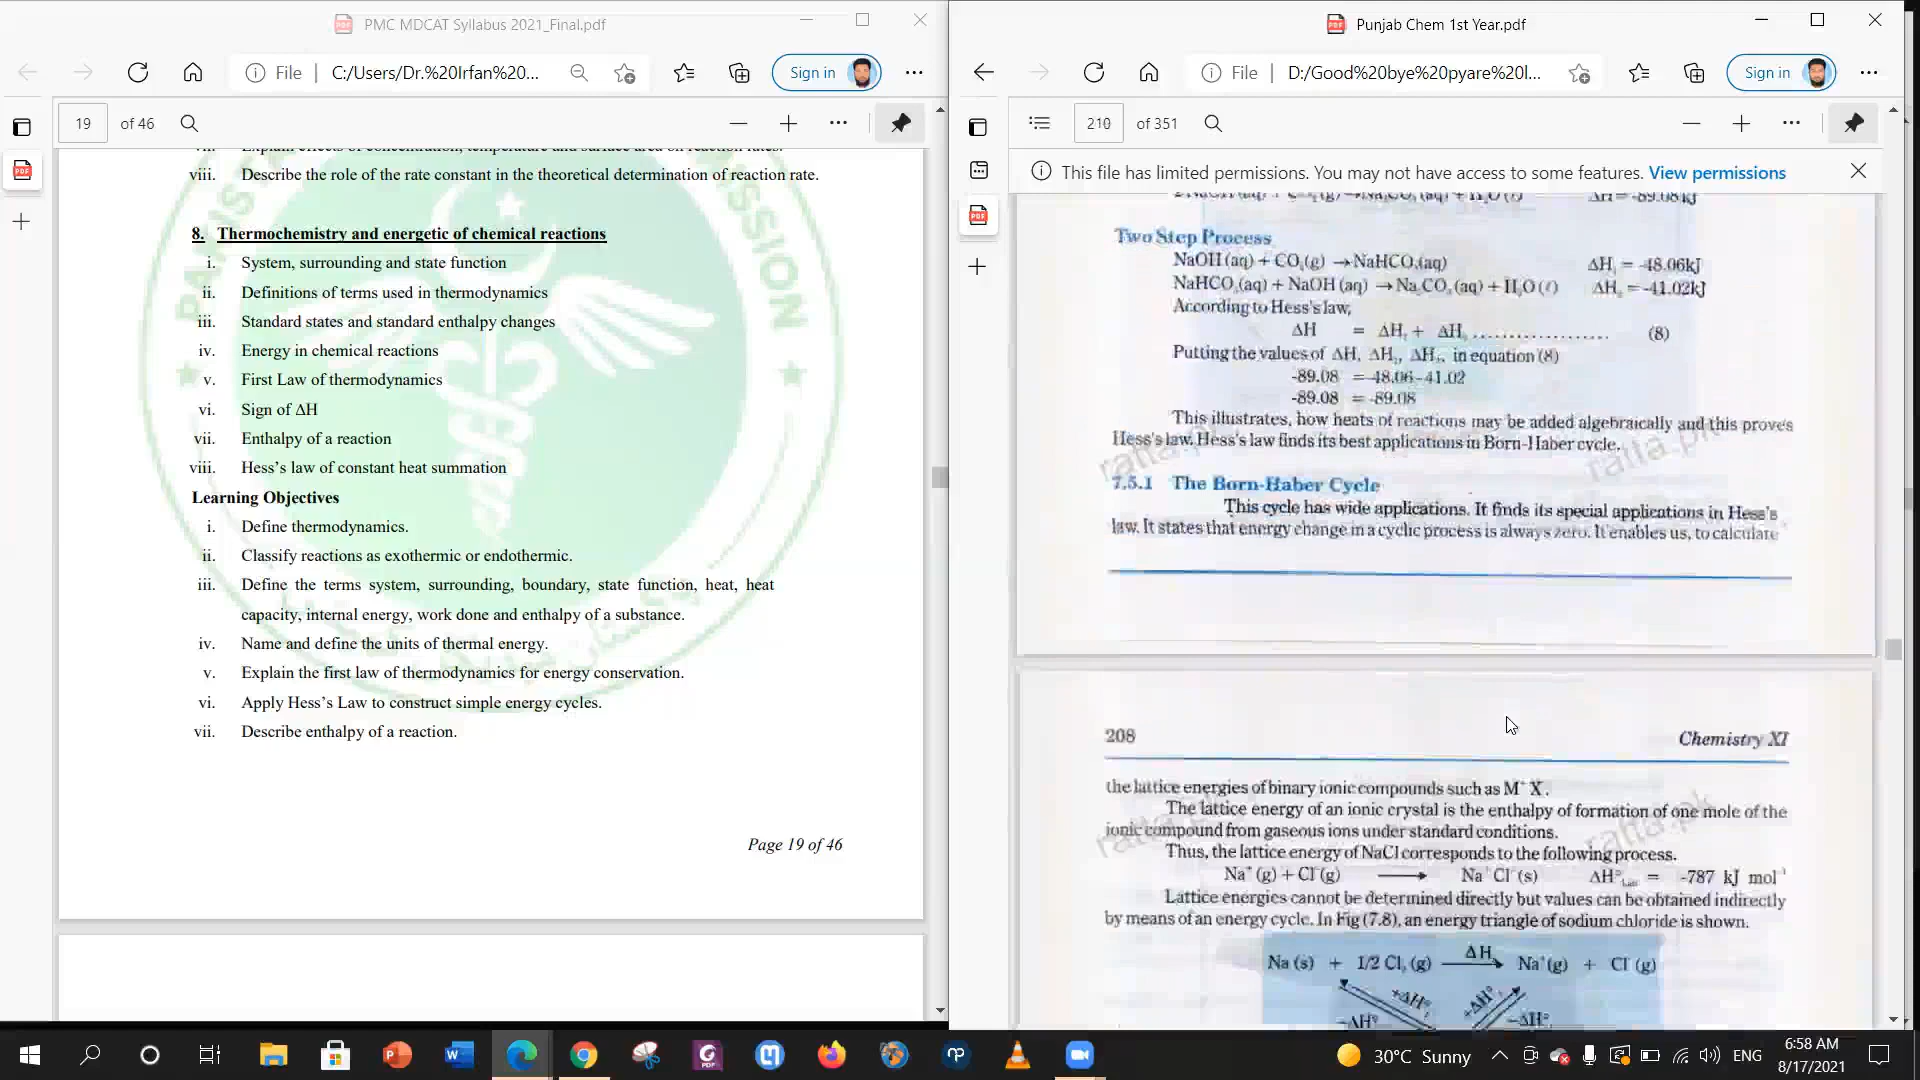 PMC MDCAT Syllabus 2021_Final.pdf
File
C:/Users/Dr.%20Irfan%20...
Sign in
19 of 46
viii. Describe the role of the rate constant in the theoretical determination of reaction rate.
8. Thermochemistry and energetic of chemical reactions
i. System, surrounding and state function
ii. Definitions of terms used in thermodynamics
iii. Standard states and standard enthalpy changes
iv. Energy in chemical reactions
v. First Law of thermodynamics
vi. Sign of ΔH
vii. Enthalpy of a reaction
viii. Hess’s law of constant heat summation
Learning Objectives
i. Define thermodynamics.
ii. Classify reactions as exothermic or endothermic.
iii. Define the terms system, surrounding, boundary, state function, heat, heat
capacity, internal energy, work done and enthalpy of a substance.
iv. Name and define the units of thermal energy.
v. Explain the first law of thermodynamics for energy conservation.
vi. Apply Hess’s Law to construct simple energy cycles.
vii. Describe enthalpy of a reaction.
Page 19 of 46
Punjab Chem 1st Year.pdf
File
D:/Good%20bye%20pyare%20l...
Sign in
210 of 351
This file has limited permissions. You may not have access to some features. View permissions
Two Step Process
NaOH (aq) + CO₂(g) →NaHCO₃(aq) ΔH₁ = -48.06kJ
NaHCO₃(aq) + NaOH (aq) →Na₂CO₃(aq) + H₂O(ℓ) ΔH₂ = -41.02kJ
According to Hess's law,
ΔH = ΔH₁ + ΔH₂ .................... (8)
Putting the values of ΔH, ΔH₁, ΔH₂, in equation (8)
-89.08 = -48.06-41.02
-89.08 = -89.08
This illustrates, how heats of reactions may be added algebraically and this proves
Hess's law. Hess's law finds its best applications in Born-Haber cycle.
7.5.1 The Born-Haber Cycle
This cycle has wide applications. It finds its special applications in Hess's
law. It states that energy change in a cyclic process is always zero. It enables us, to calculate
208 Chemistry XI
the lattice energies of binary ionic compounds such as M⁺ X⁻.
The lattice energy of an ionic crystal is the enthalpy of formation of one mole of the
ionic compound from gaseous ions under standard conditions.
Thus, the lattice energy of NaCl corresponds to the following process.
Na⁺(g) + Cl⁻(g) → Na⁺Cl⁻(s) ΔH° = -787 kJ mol⁻¹
Lattice energies cannot be determined directly but values can be obtained indirectly
by means of an energy cycle. In Fig (7.8), an energy triangle of sodium chloride is shown.
Na (s) + 1/2 Cl₂ (g) ΔH → Na⁺(g) + Cl⁻(g)
30°C Sunny
ENG
6:58 AM
8/17/2021